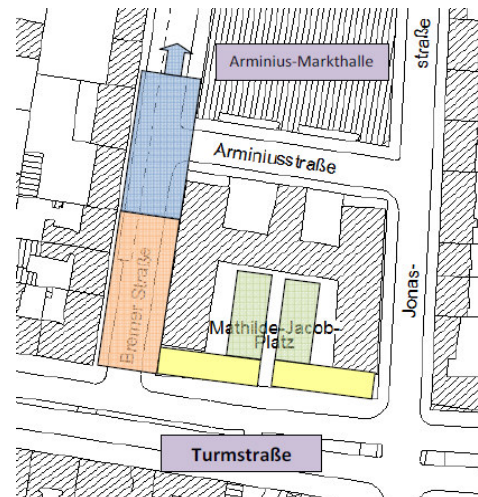 Arminius-Markthalle
straße
Arminiusstraße
Jonas-
Bremer Straße
Mathilde-Jacob-
Platz
Turmstraße